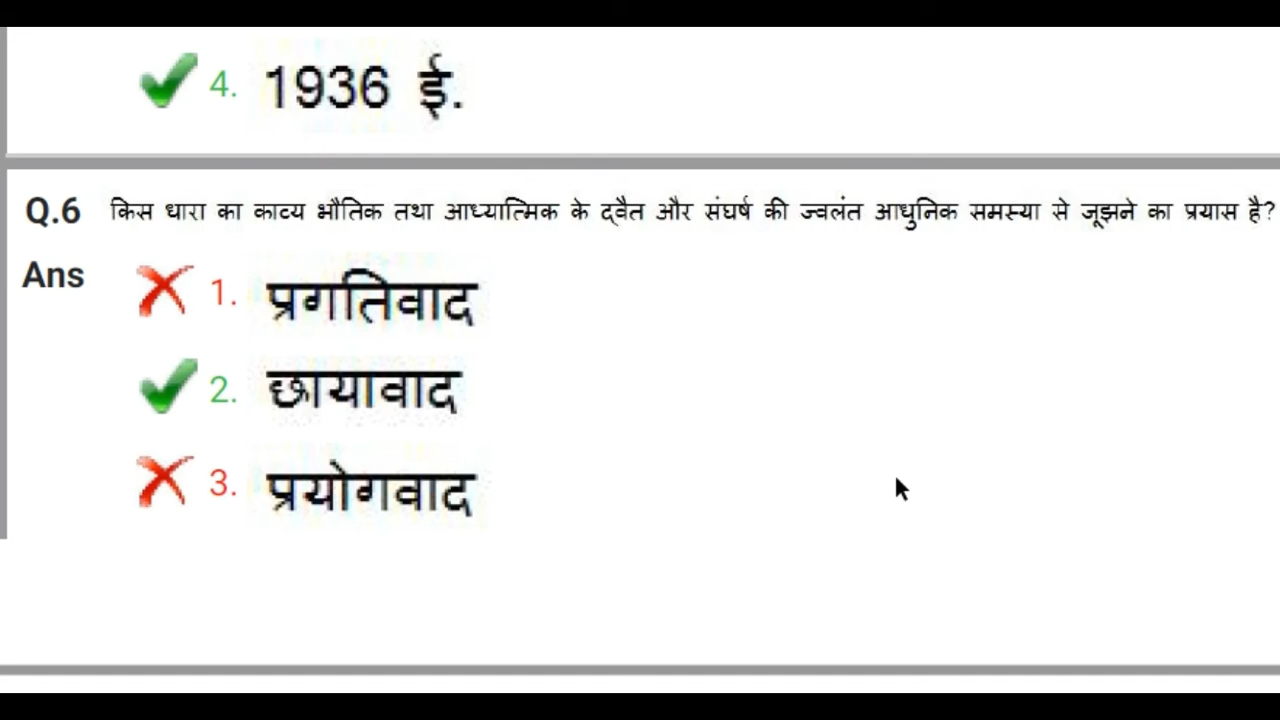 4. 1936 ई.
Q.6 किस धारा का काव्य भौतिक तथा आध्यात्मिक के द्वैत और संघर्ष की ज्वलंत आधुनिक समस्या से जूझने का प्रयास है?
Ans 1. प्रगतिवाद
2. छायावाद
3. प्रयोगवाद